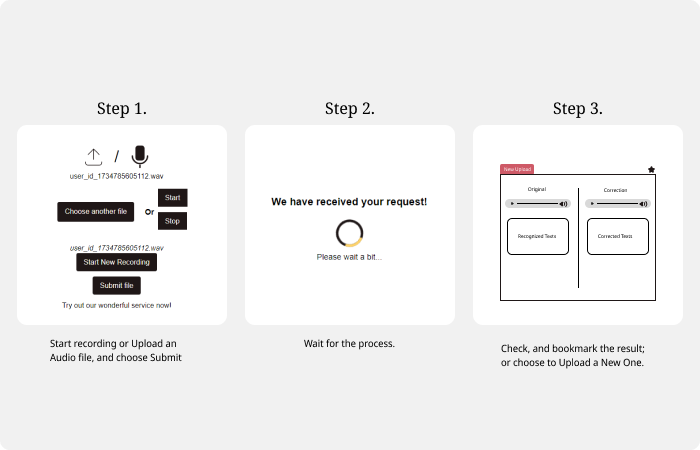 Step 1.
/
user_id_1734785605112.wav
Choose another file
Or
Start
Stop
user_id_1734785605112.wav
Start New Recording
Submit file
Try out our wonderful service now!
Start recording or Upload an
Audio file, and choose Submit
Step 2.
We have received your request!
Please wait a bit...
Wait for the process.
Step 3.
New Upload
Original
Correction
Recognized Texts
Corrected Texts
Check, and bookmark the result;
or choose to Upload a New One.